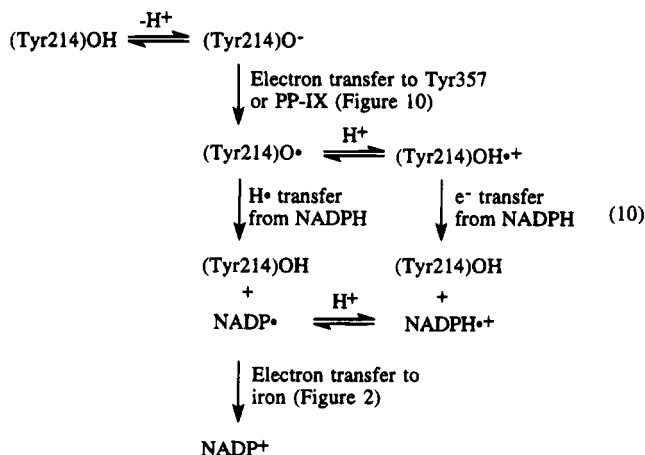 -H+
(Tyr214)OH (Tyr214)O-
Electron transfer to Tyr357
or PP-IX (Figure 10)
H+
(Tyr214)O• (Tyr214)OH•+
H• transfer
from NADPH
e- transfer
from NADPH
(10)
(Tyr214)OH (Tyr214)OH
+ +
H+
NADP• NADPH•+
Electron transfer to
iron (Figure 2)
NADP+